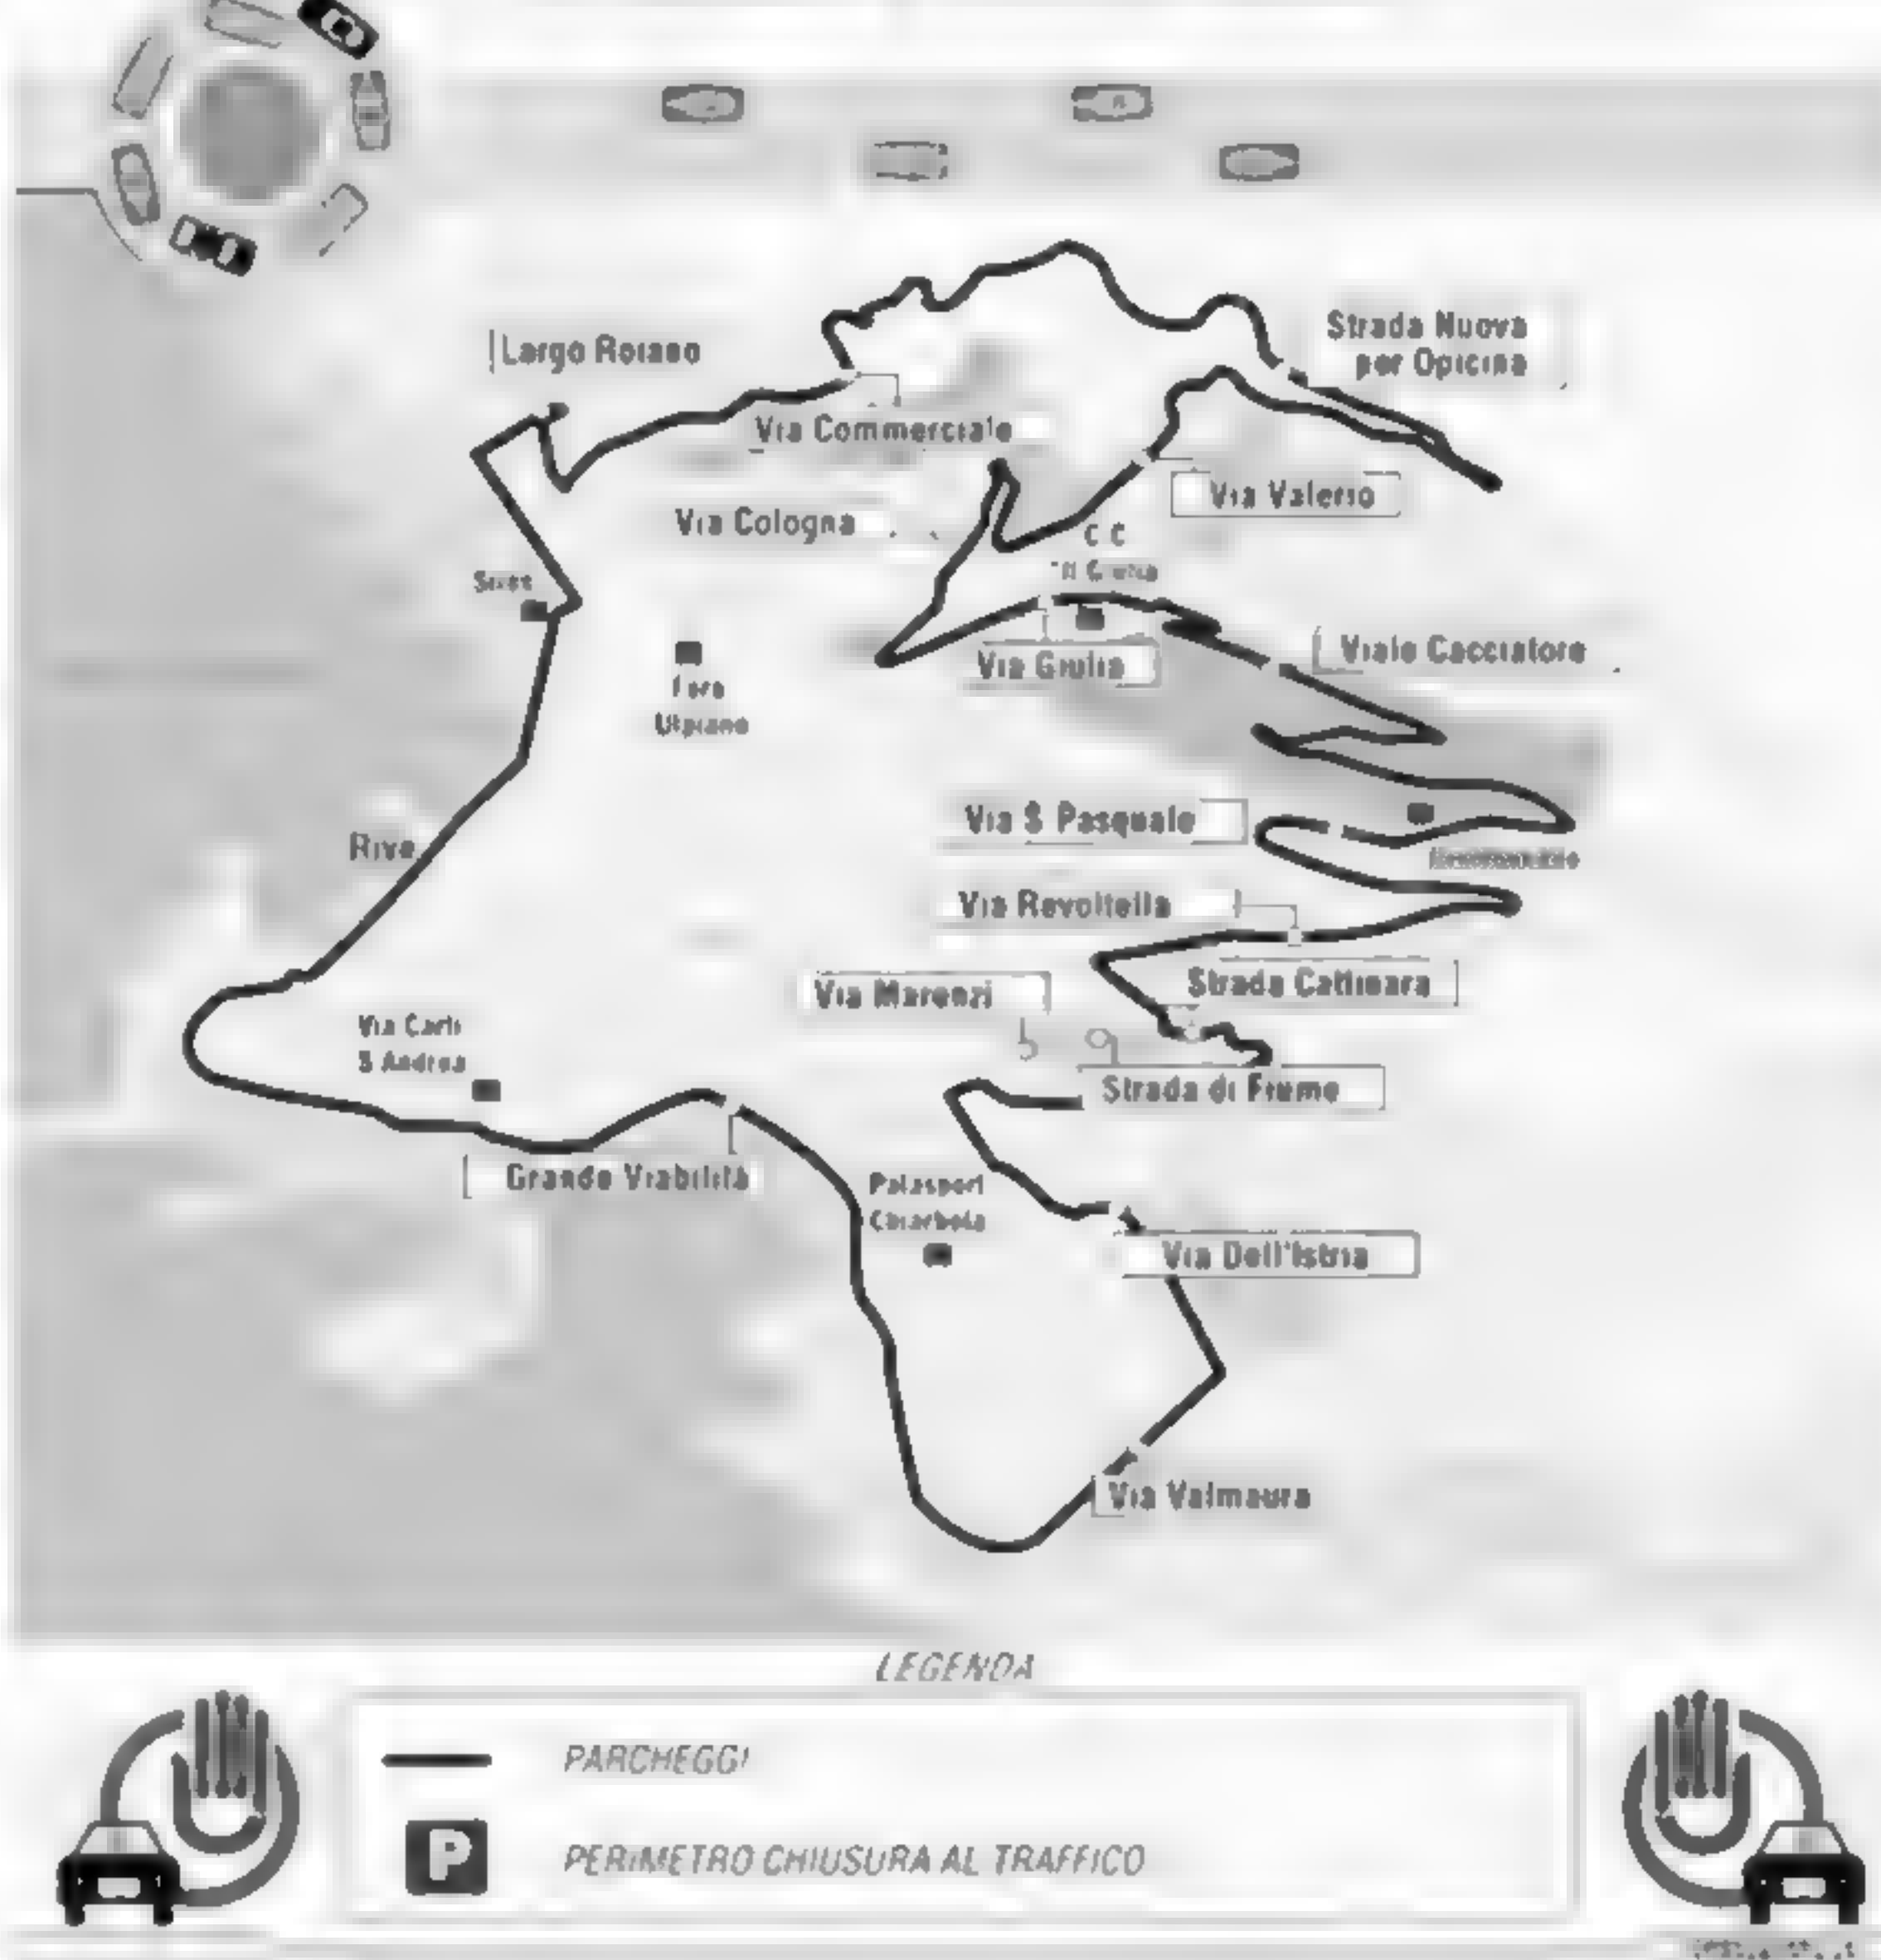 Strada Nuova
per Opicina
Largo Roiano
Via Commerciale
Via Valerio
Via Cologna
C C
Viale Cacciatore
Via Giulia
Foro
Ulpiano
Via S Pasquale
Rive
Via Revoltella
Strada Cattinara
Via Marenzi
Via Carli
S Andrea
Strada di Fiume
Grande Viabilità
Palasport
Chiarbola
Via Dell'Istria
Via Valmaura
LEGENDA
PARCHEGGI
P
PERIMETRO CHIUSURA AL TRAFFICO